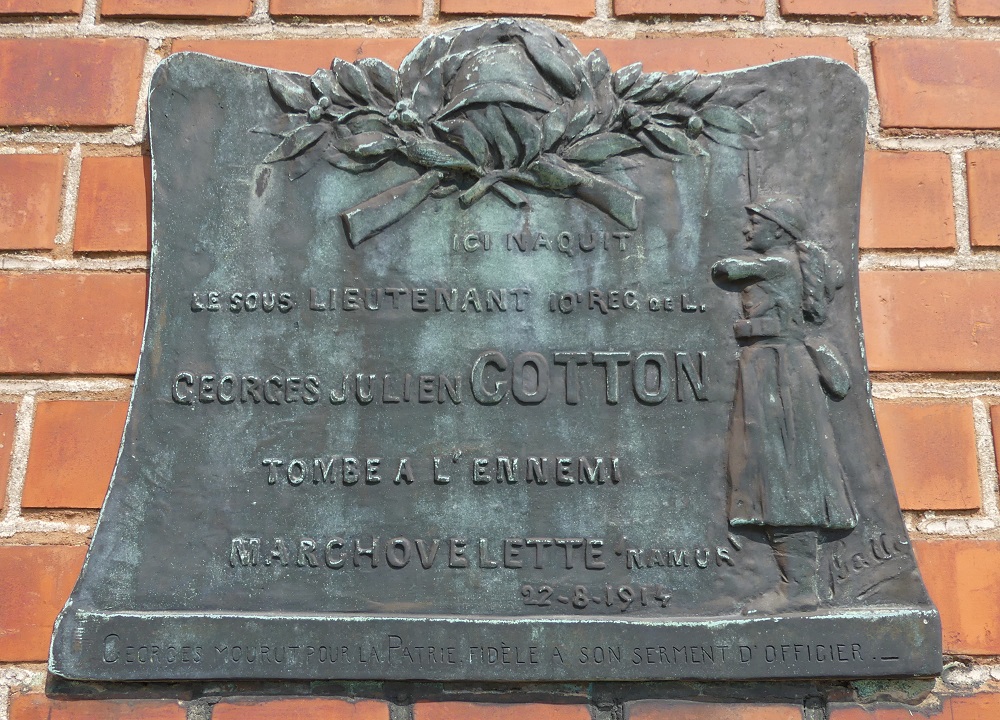 ICI NAQUIT
LE SOUS LIEUTENANT 10E REG DE L.
GEORGES JULIEN COTTON
TOMBE A L'ENNEMI
MARCHOVELETTE "NAMUR"
22-8-1914
GEORGES MOURUT POUR LA PATRIE FIDÈLE A SON SERMENT D'OFFICIER._